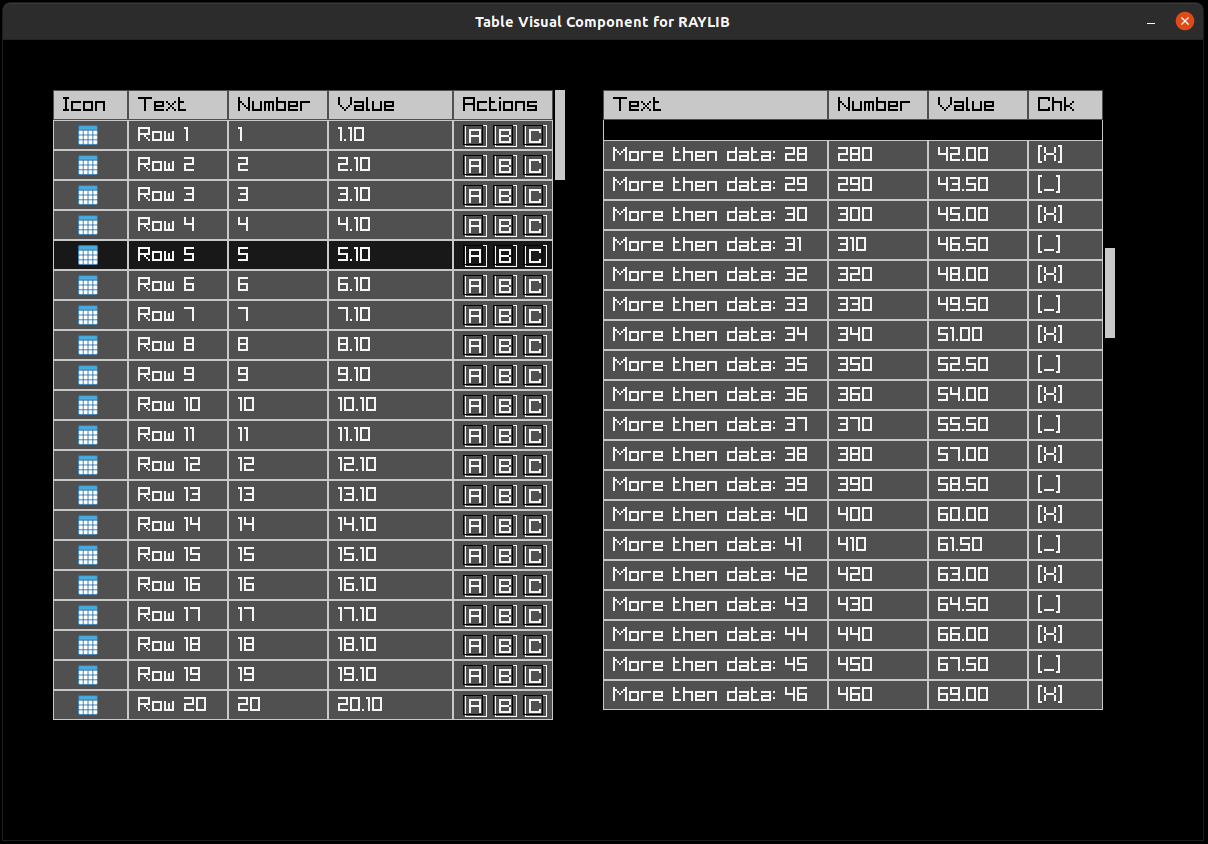 Table Visual Component for RAYLIB
Icon Text Number Value Actions
Row 1 1 1.10 A B C
Row 2 2 2.10 A B C
Row 3 3 3.10 A B C
Row 4 4 4.10 A B C
Row 5 5 5.10 A B C
Row 6 6 6.10 A B C
Row 7 7 7.10 A B C
Row 8 8 8.10 A B C
Row 9 9 9.10 A B C
Row 10 10 10.10 A B C
Row 11 11 11.10 A B C
Row 12 12 12.10 A B C
Row 13 13 13.10 A B C
Row 14 14 14.10 A B C
Row 15 15 15.10 A B C
Row 16 16 16.10 A B C
Row 17 17 17.10 A B C
Row 18 18 18.10 A B C
Row 19 19 19.10 A B C
Row 20 20 20.10 A B C
Text Number Value Chk
More then data: 28 280 42.00 [X]
More then data: 29 290 43.50 [_]
More then data: 30 300 45.00 [X]
More then data: 31 310 46.50 [_]
More then data: 32 320 48.00 [X]
More then data: 33 330 49.50 [_]
More then data: 34 340 51.00 [X]
More then data: 35 350 52.50 [_]
More then data: 36 360 54.00 [X]
More then data: 37 370 55.50 [_]
More then data: 38 380 57.00 [X]
More then data: 39 390 58.50 [_]
More then data: 40 400 60.00 [X]
More then data: 41 410 61.50 [_]
More then data: 42 420 63.00 [X]
More then data: 43 430 64.50 [_]
More then data: 44 440 66.00 [X]
More then data: 45 450 67.50 [_]
More then data: 46 460 69.00 [X]